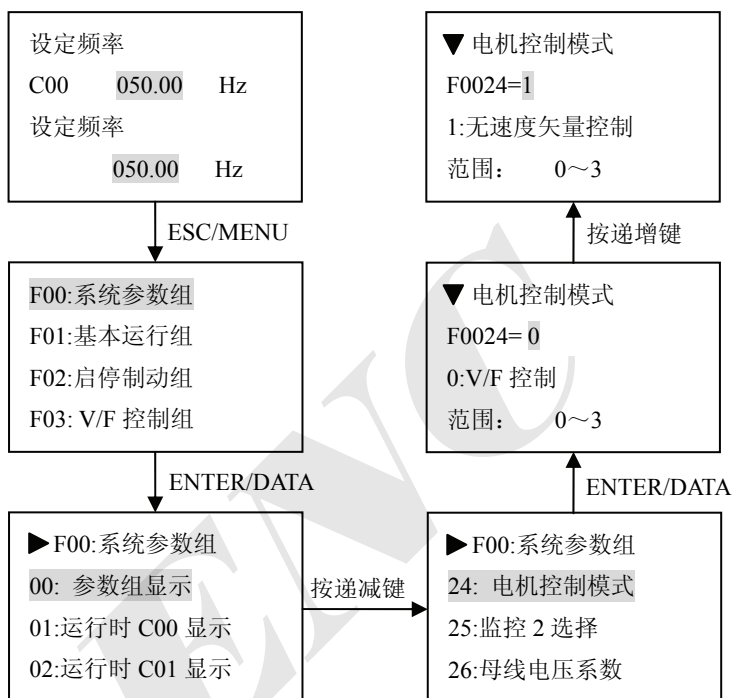 设定频率
C00 050.00 Hz
设定频率
050.00 Hz
ESC/MENU
F00:系统参数组
F01:基本运行组
F02:启停制动组
F03: V/F 控制组
ENTER/DATA
▶F00:系统参数组
00: 参数组显示
01:运行时 C00 显示
02:运行时 C01 显示
按递减键
▶F00:系统参数组
24: 电机控制模式
25:监控 2 选择
26:母线电压系数
ENTER/DATA
▼ 电机控制模式
F0024= 0
0:V/F 控制
范围： 0～3
按递增键
▼ 电机控制模式
F0024=1
1:无速度矢量控制
范围： 0～3
ENC